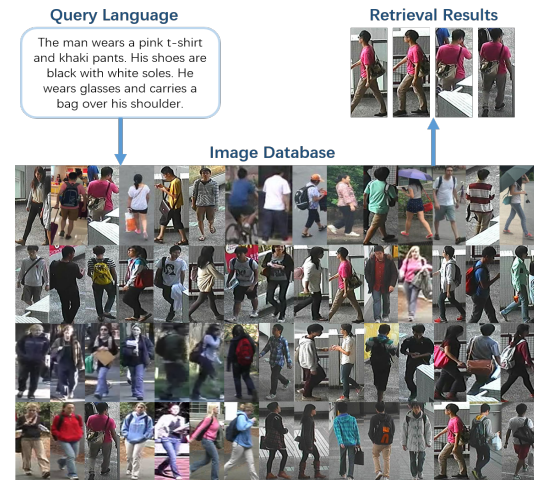 Query Language
Retrieval Results
The man wears a pink t-shirt
and khaki pants. His shoes are
black with white soles. He
wears glasses and carries a
bag over his shoulder.
Image Database